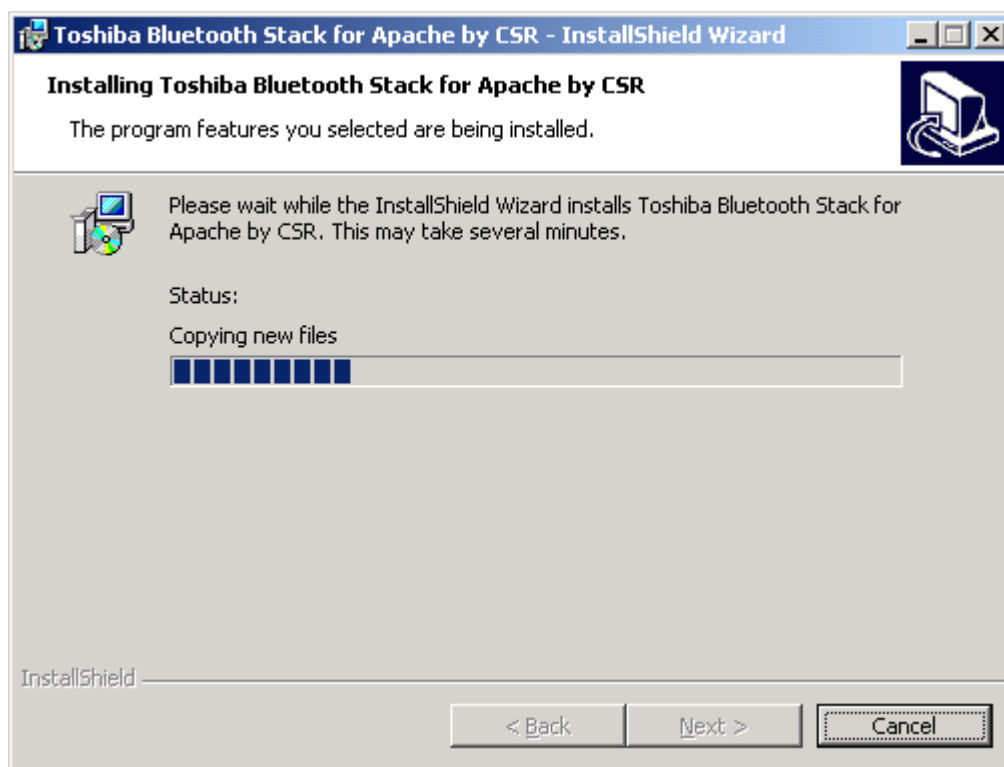 Toshiba Bluetooth Stack for Apache by CSR - InstallShield Wizard
Installing Toshiba Bluetooth Stack for Apache by CSR
The program features you selected are being installed.
Please wait while the InstallShield Wizard installs Toshiba Bluetooth Stack for
Apache by CSR. This may take several minutes.
Status:
Copying new files
InstallShield
< Back
Next >
Cancel